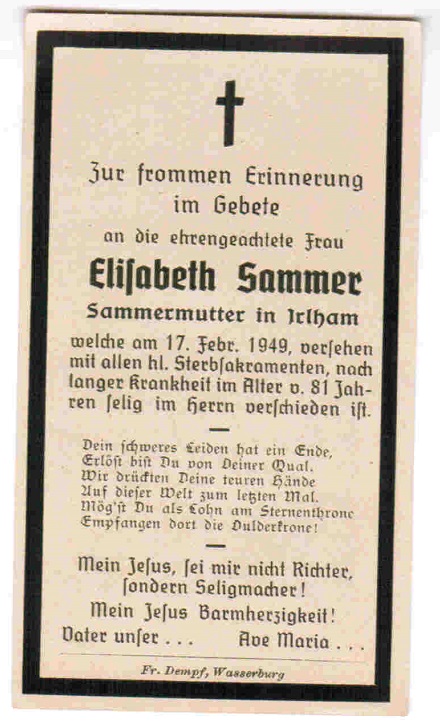 Zur frommen Erinnerung
im Gebete
an die ehrengeachtete Frau
Eliſabeth Sammer
Sammermutter in Irlham
welche am 17. Febr. 1949, verſehen
mit allen hl. Sterbſakramenten, nach
langer Krankheit im Alter v. 81 Jah-
ren ſelig im Herrn verſchieden iſt.
Dein ſchweres Leiden hat ein Ende,
Erlöſt biſt Du von Deiner Qual.
Wir drückten Deine teuren Hände
Auf dieſer Welt zum letzten Mal.
Mög'ſt Du als Lohn am Sternenthrone
Empfangen dort die Dulderkrone!
Mein Jeſus, ſei mir nicht Richter,
ſondern Seligmacher!
Mein Jeſus Barmherzigkeit!
Vater unſer . . . Ave Maria . . .
Fr. Dempf, Wasserburg